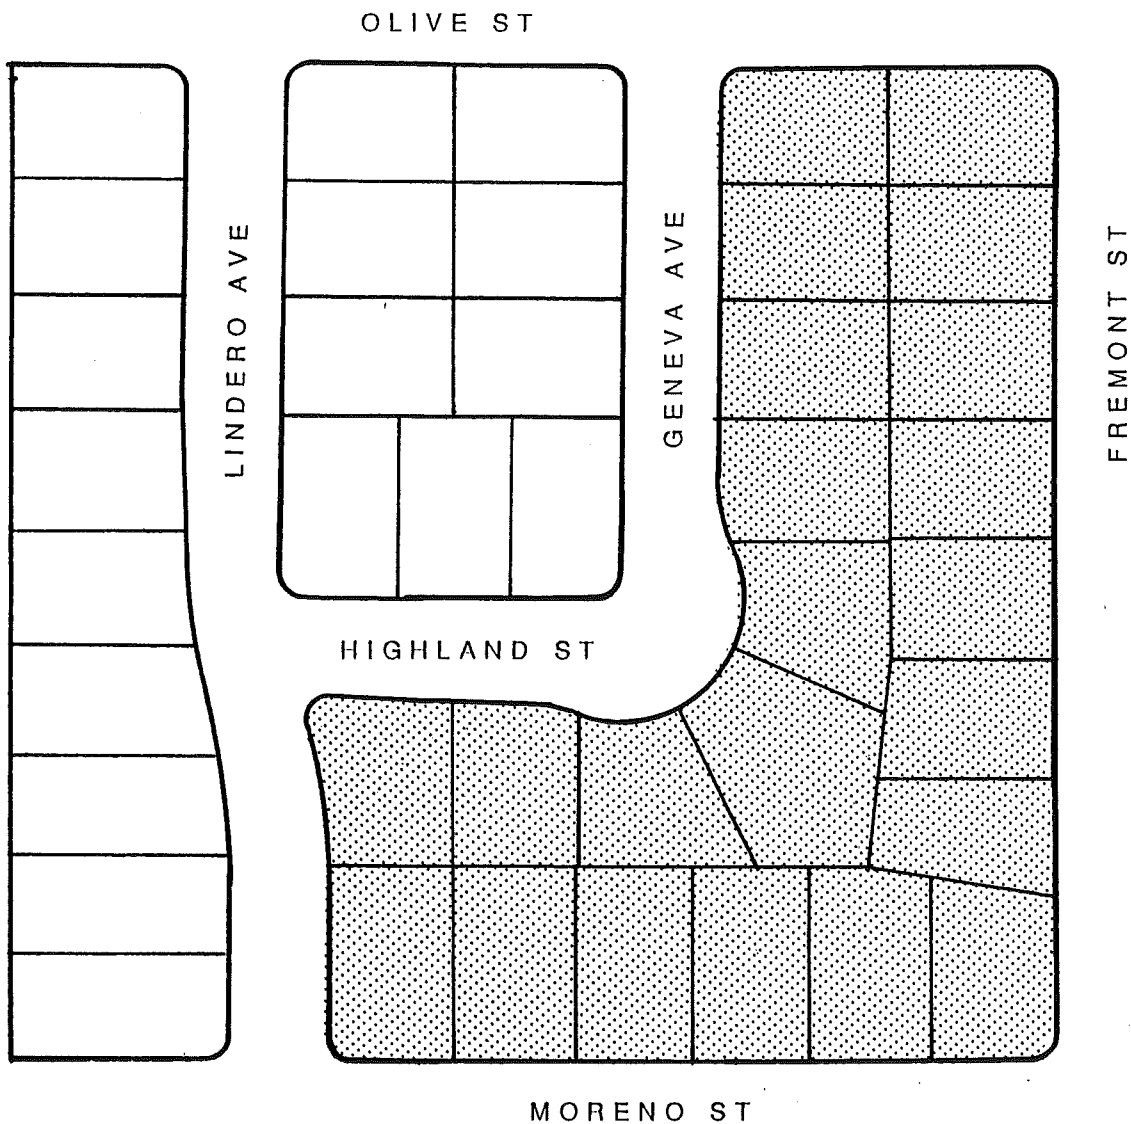 OLIVE ST
LINDERO AVE
GENEVA AVE
FREMONT ST
HIGHLAND ST
MORENO ST